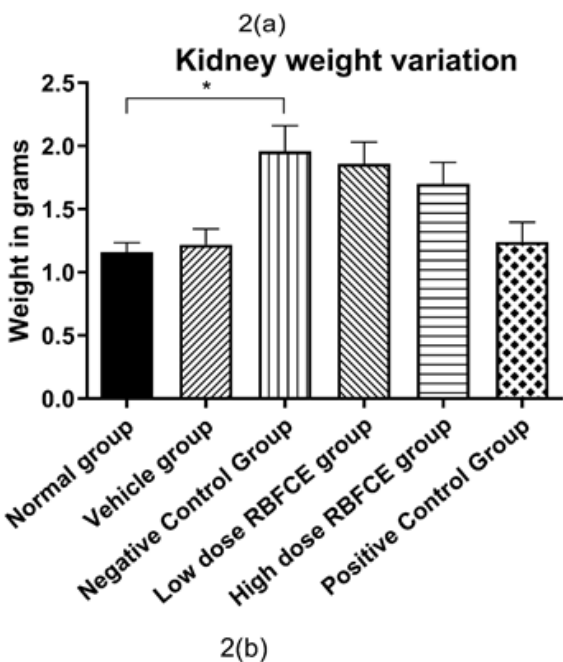 2(a)
Kidney weight variation
*
Weight in grams
2.5
2.0
1.5
1.0
0.5
0.0
Normal group
Vehicle group
Negative Control Group
Low dose RBFCE group
High dose RBFCE group
Positive Control Group
2(b)